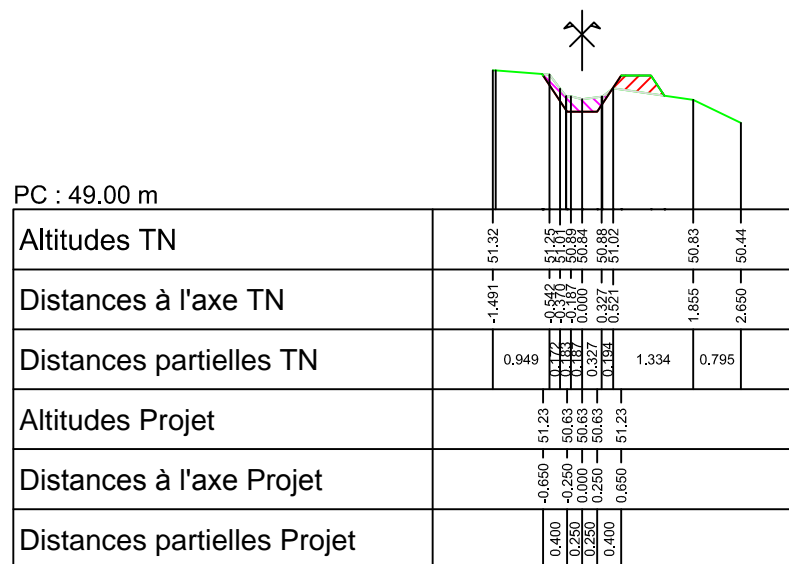 PC : 49.00 m
Altitudes TN
51.32 51.25 51.01 50.89 50.84 50.88 51.02 50.83 50.44
Distances à l'axe TN
-1.491 -0.542 -0.370 -0.187 0.000 0.327 0.521 1.855 2.650
Distances partielles TN
0.949 0.172 0.183 0.187 0.327 0.194 1.334 0.795
Altitudes Projet
51.23 50.63 50.63 50.63 51.23
Distances à l'axe Projet
-0.650 -0.250 0.000 0.250 0.650
Distances partielles Projet
0.400 0.250 0.250 0.400